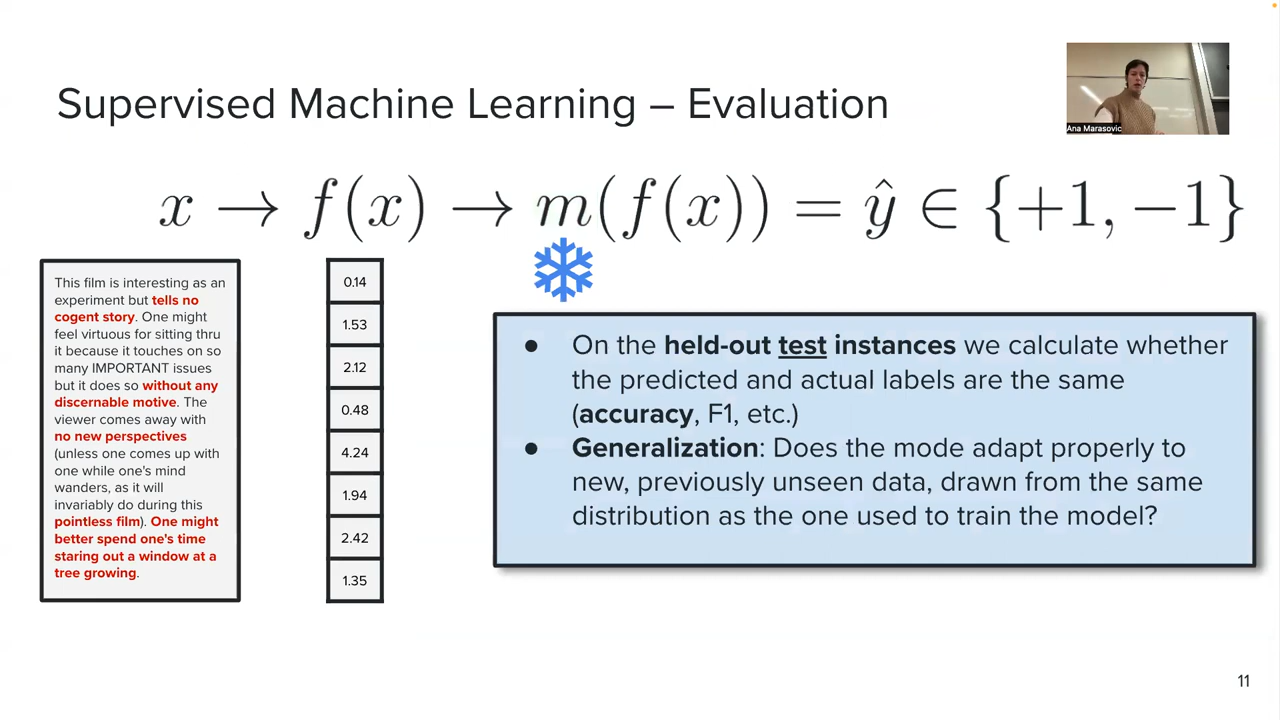 Supervised Machine Learning – Evaluation
Ana Marasovic
x → f(x) → m(f(x)) = ŷ ∈ {+1, −1}
This film is interesting as an
experiment but tells no
cogent story. One might
feel virtuous for sitting thru
it because it touches on so
many IMPORTANT issues
but it does so without any
discernable motive. The
viewer comes away with
no new perspectives
(unless one comes up with
one while one's mind
wanders, as it will
invariably do during this
pointless film). One might
better spend one's time
staring out a window at a
tree growing.
0.14
1.53
2.12
0.48
4.24
1.94
2.42
1.35
● On the held-out test instances we calculate whether
the predicted and actual labels are the same
(accuracy, F1, etc.)
● Generalization: Does the mode adapt properly to
new, previously unseen data, drawn from the same
distribution as the one used to train the model?
11